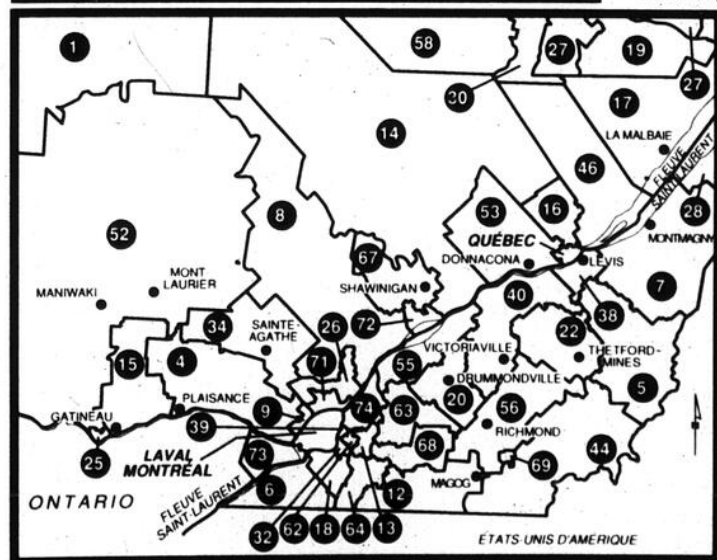 1
58
27
19
27
30
17
14
LA MALBAIE
46
FLEUVE
SAINT-LAURENT
53
16
28
8
52
QUÉBEC
MONTMAGNY
67
DONNACONA
LÉVIS
MONT
LAURIER
SHAWINIGAN
40
7
MANIWAKI
38
34
SAINTE-
AGATHE
26
72
22
VICTORIAVILLE
THETFORD-
MINES
15
4
71
55
DRUMMONDVILLE
5
PLAISANCE
9
74
63
20
56
GATINEAU
39
RICHMOND
68
44
LAVAL
MONTRÉAL
73
25
69
MAGOG
6
12
ONTARIO
FLEUVE
SAINT-LAURENT
32
62
18
64
13
ÉTATS-UNIS D'AMÉRIQUE